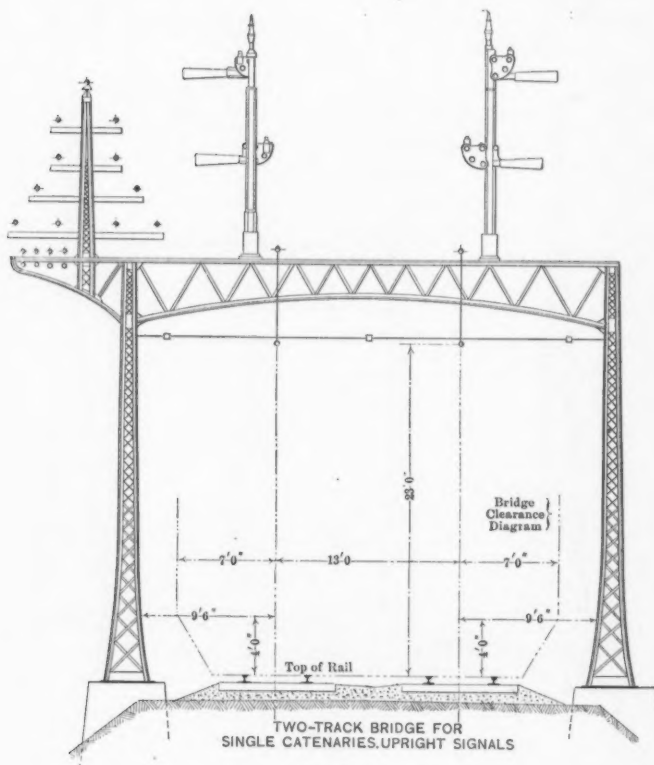 23'0"
Bridge
Clearance
Diagram
7'0"
13'0
7'0"
9'6"
9'6"
4'0"
4'0"
Top of Rail
TWO-TRACK BRIDGE FOR
SINGLE CATENARIES. UPRIGHT SIGNALS